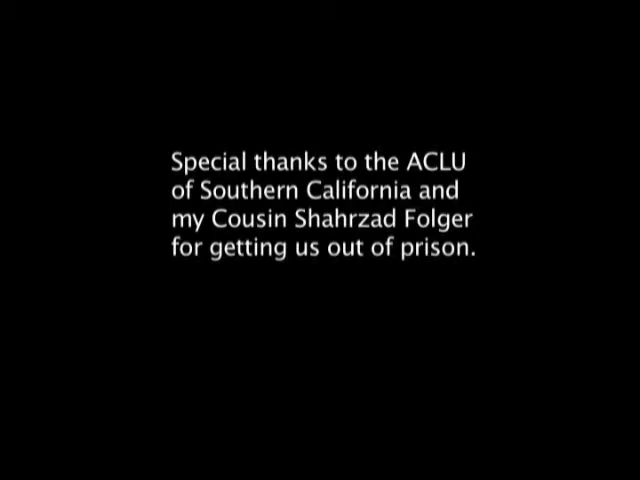 Special thanks to the ACLU
of Southern California and
my Cousin Shahrzad Folger
for getting us out of prison.